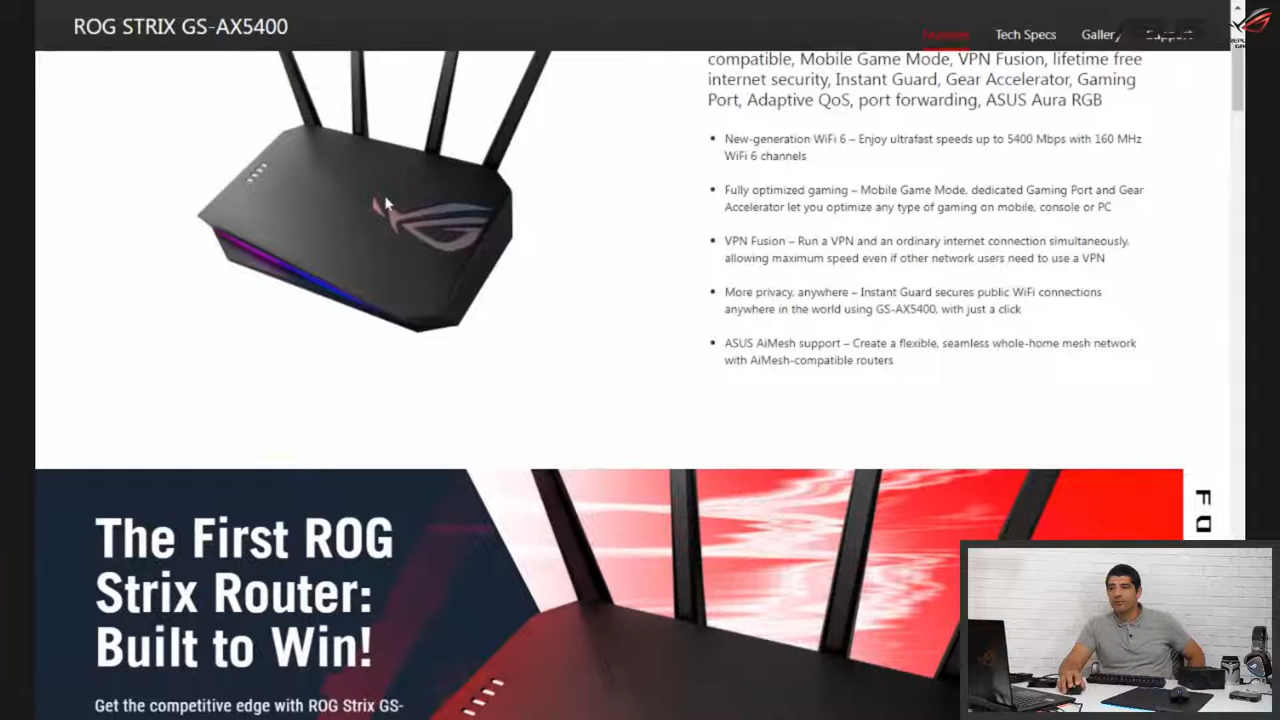 ROG STRIX GS-AX5400
Features Tech Specs Gallery Support
compatible, Mobile Game Mode, VPN Fusion, lifetime free
internet security, Instant Guard, Gear Accelerator, Gaming
Port, Adaptive QoS, port forwarding, ASUS Aura RGB
• New-generation WiFi 6 – Enjoy ultrafast speeds up to 5400 Mbps with 160 MHz
WiFi 6 channels
• Fully optimized gaming – Mobile Game Mode, dedicated Gaming Port and Gear
Accelerator let you optimize any type of gaming on mobile, console or PC
• VPN Fusion – Run a VPN and an ordinary internet connection simultaneously,
allowing maximum speed even if other network users need to use a VPN
• More privacy, anywhere – Instant Guard secures public WiFi connections
anywhere in the world using GS-AX5400, with just a click
• ASUS AiMesh support – Create a flexible, seamless whole-home mesh network
with AiMesh-compatible routers
The First ROG
Strix Router:
Built to Win!
Get the competitive edge with ROG Strix GS-